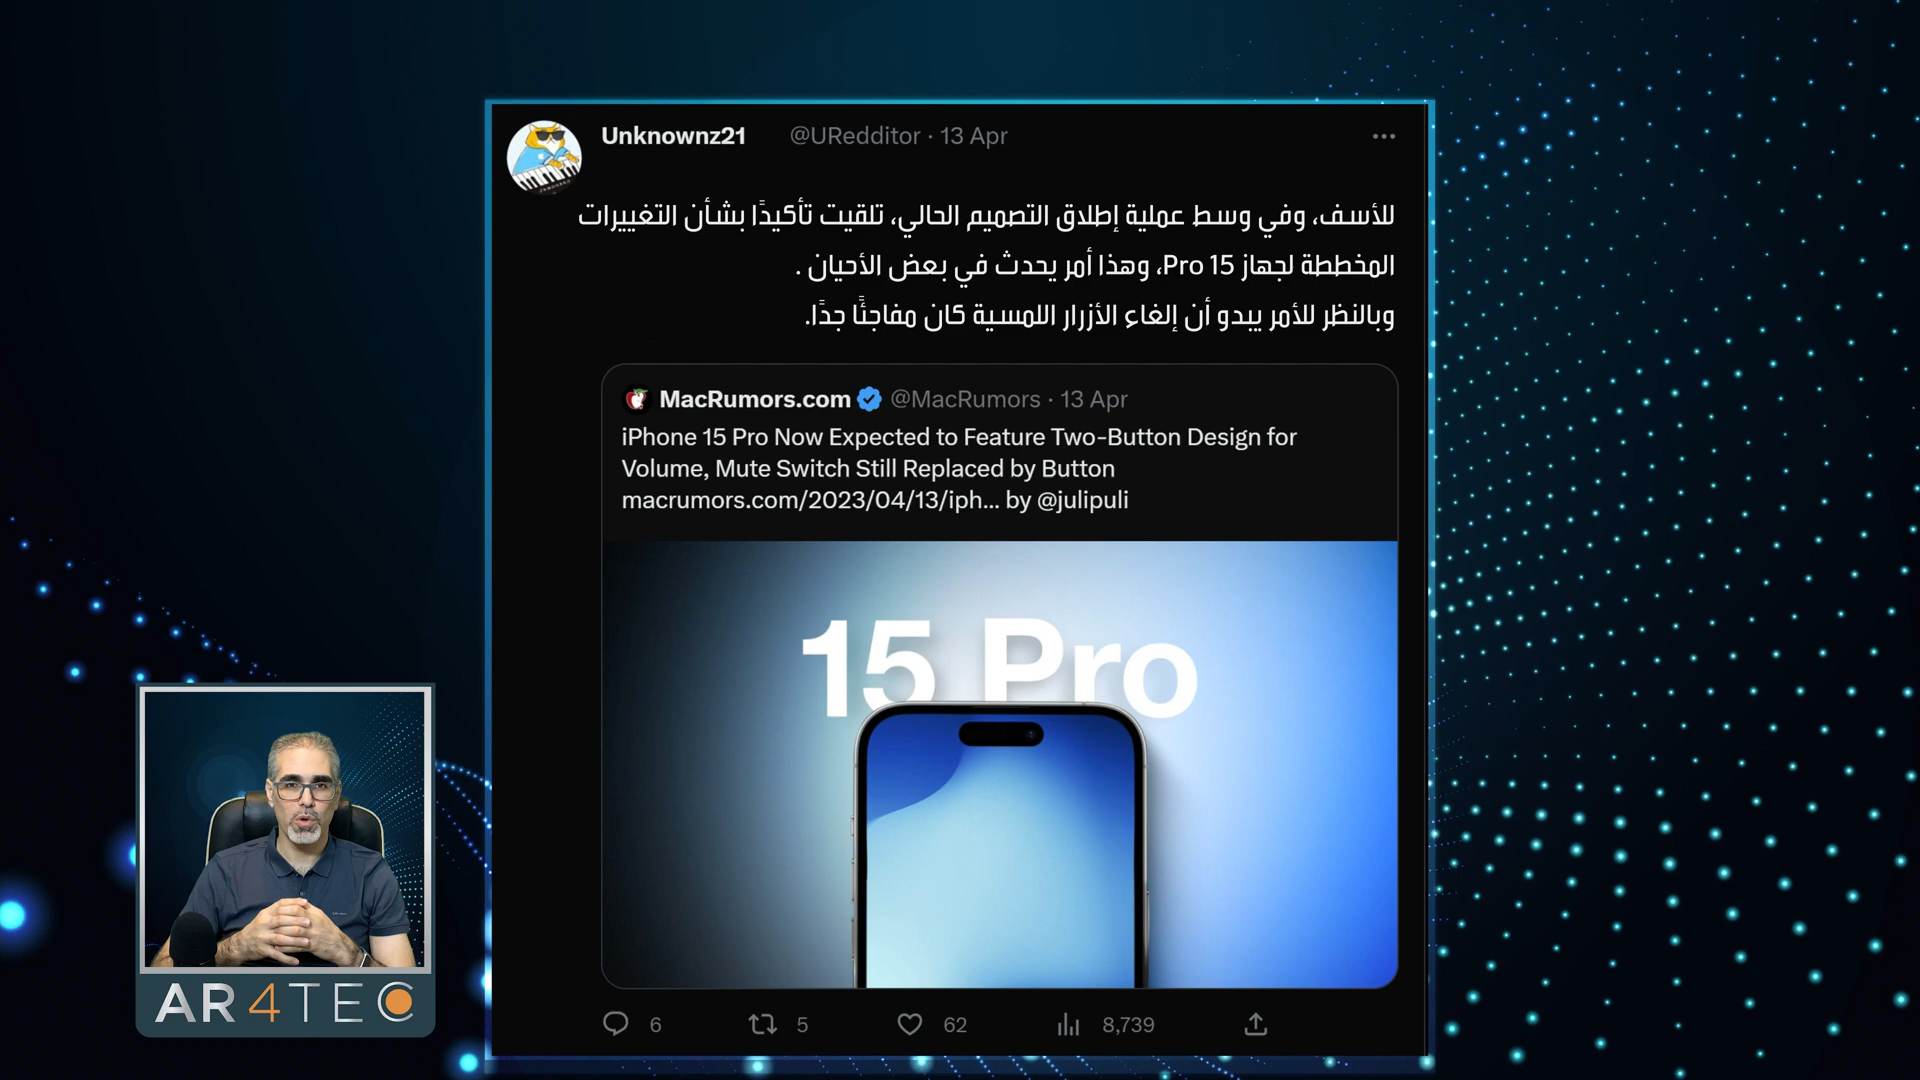 Unknownz21 @URedditor · 13 Apr
للأسف، وفي وسط عملية إطلاق التصميم الحالي، تلقيت تأكيدًا بشأن التغييرات
المخططة لجهاز 15 Pro، وهذا أمر يحدث في بعض الأحيان .
وبالنظر للأمر يبدو أن إلغاء الأزرار اللمسية كان مفاجئًا جدًا.
MacRumors.com @MacRumors · 13 Apr
iPhone 15 Pro Now Expected to Feature Two-Button Design for
Volume, Mute Switch Still Replaced by Button
macrumors.com/2023/04/13/iph... by @julipuli
15 Pro
6 5 62 8,739
AR4TEC